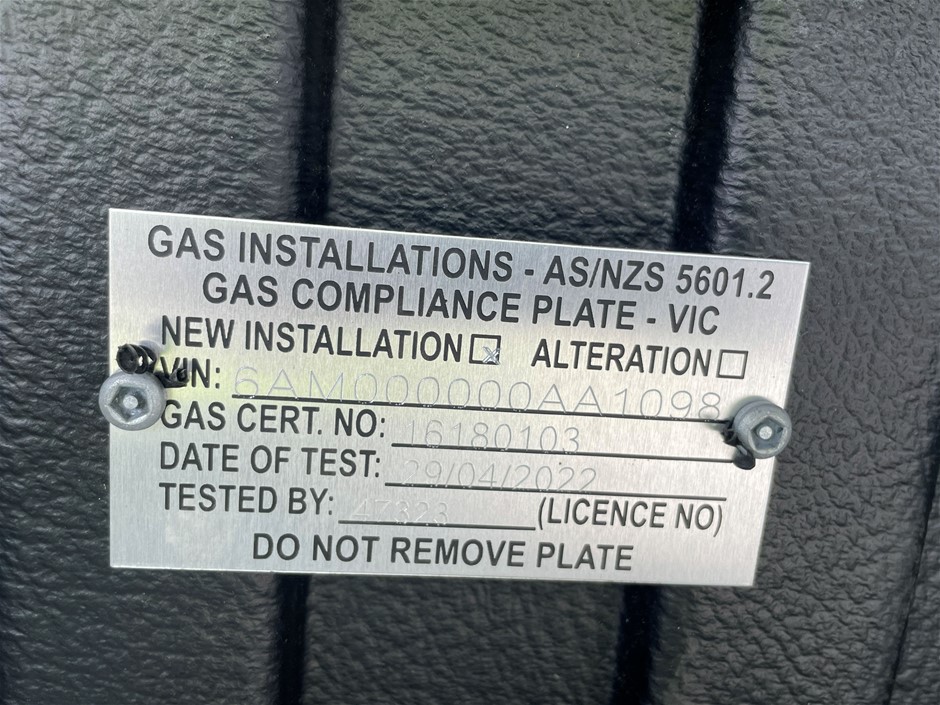 GAS INSTALLATIONS - AS/NZS 5601.2
GAS COMPLIANCE PLATE - VIC
NEW INSTALLATION ☒ ALTERATION ☐
VIN: 6AM000000AA1098
GAS CERT. NO: 16180103
DATE OF TEST: 29/04/2022
TESTED BY: 47323 (LICENCE NO)
DO NOT REMOVE PLATE